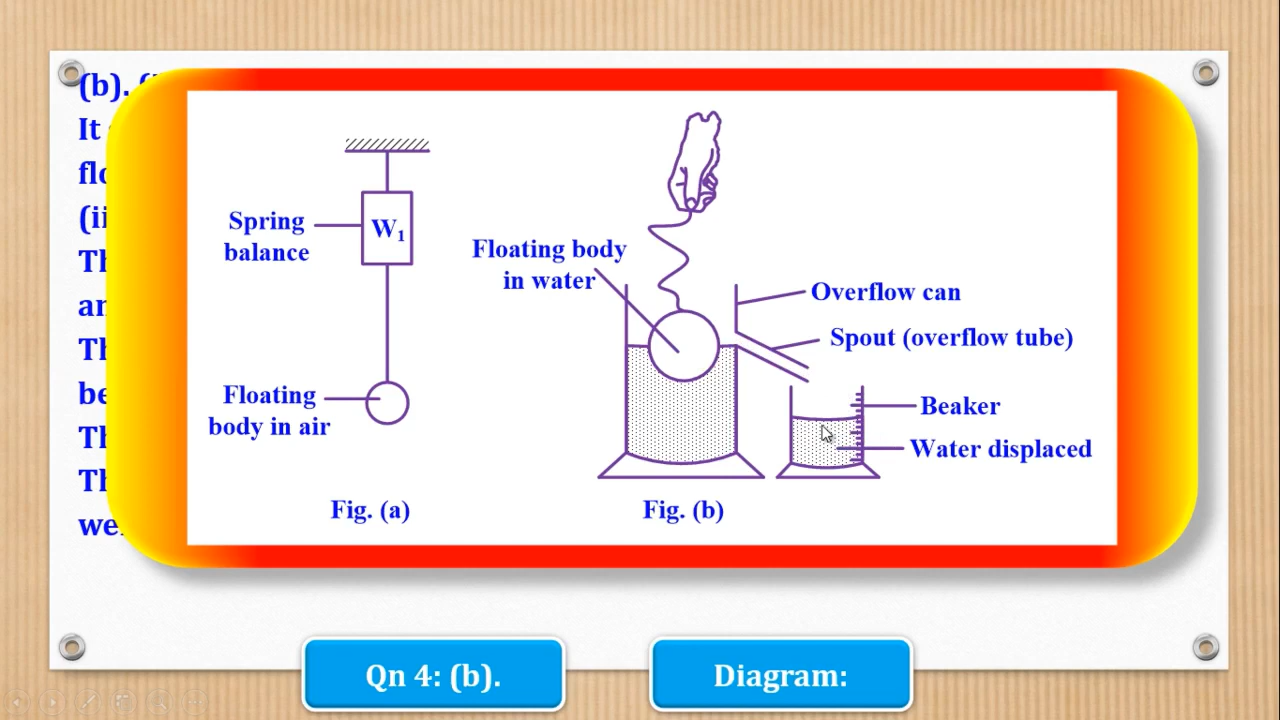 (b).
It
flo
(ii
Th
an
Th
be
Th
Th
we
Spring
balance
W₁
Floating
body in air
Fig. (a)
Floating body
in water
Overflow can
Spout (overflow tube)
Beaker
Water displaced
Fig. (b)
Qn 4: (b).
Diagram: